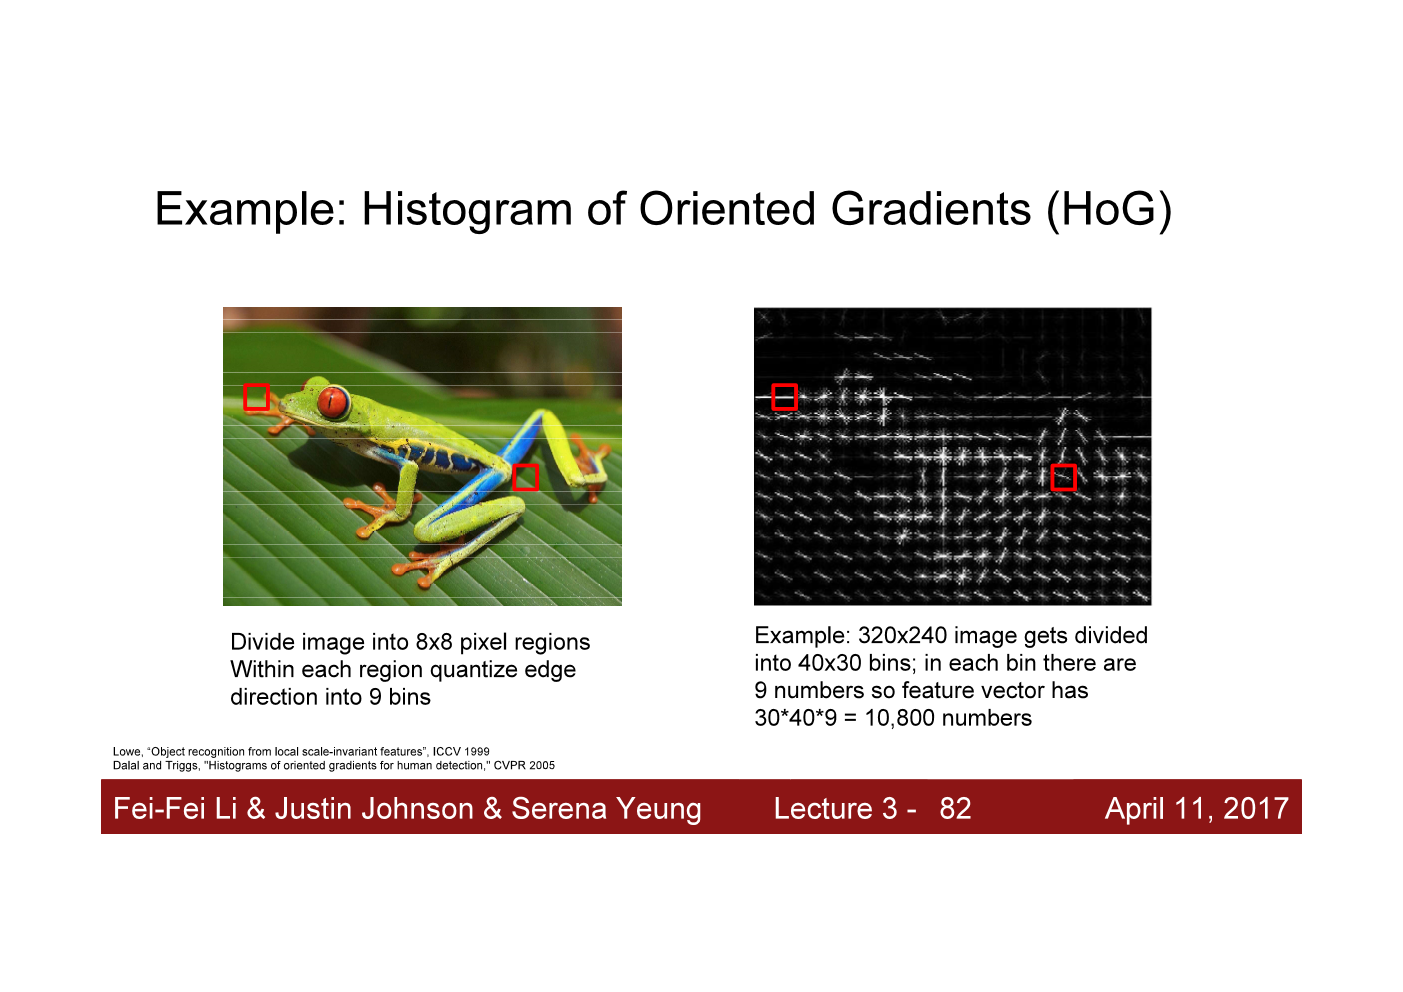 Example: Histogram of Oriented Gradients (HoG)
Divide image into 8x8 pixel regions
Within each region quantize edge
direction into 9 bins
Example: 320x240 image gets divided
into 40x30 bins; in each bin there are
9 numbers so feature vector has
30*40*9 = 10,800 numbers
Lowe, “Object recognition from local scale-invariant features”, ICCV 1999
Dalal and Triggs, "Histograms of oriented gradients for human detection," CVPR 2005
Fei-Fei Li & Justin Johnson & Serena Yeung Lecture 3 - 82 April 11, 2017